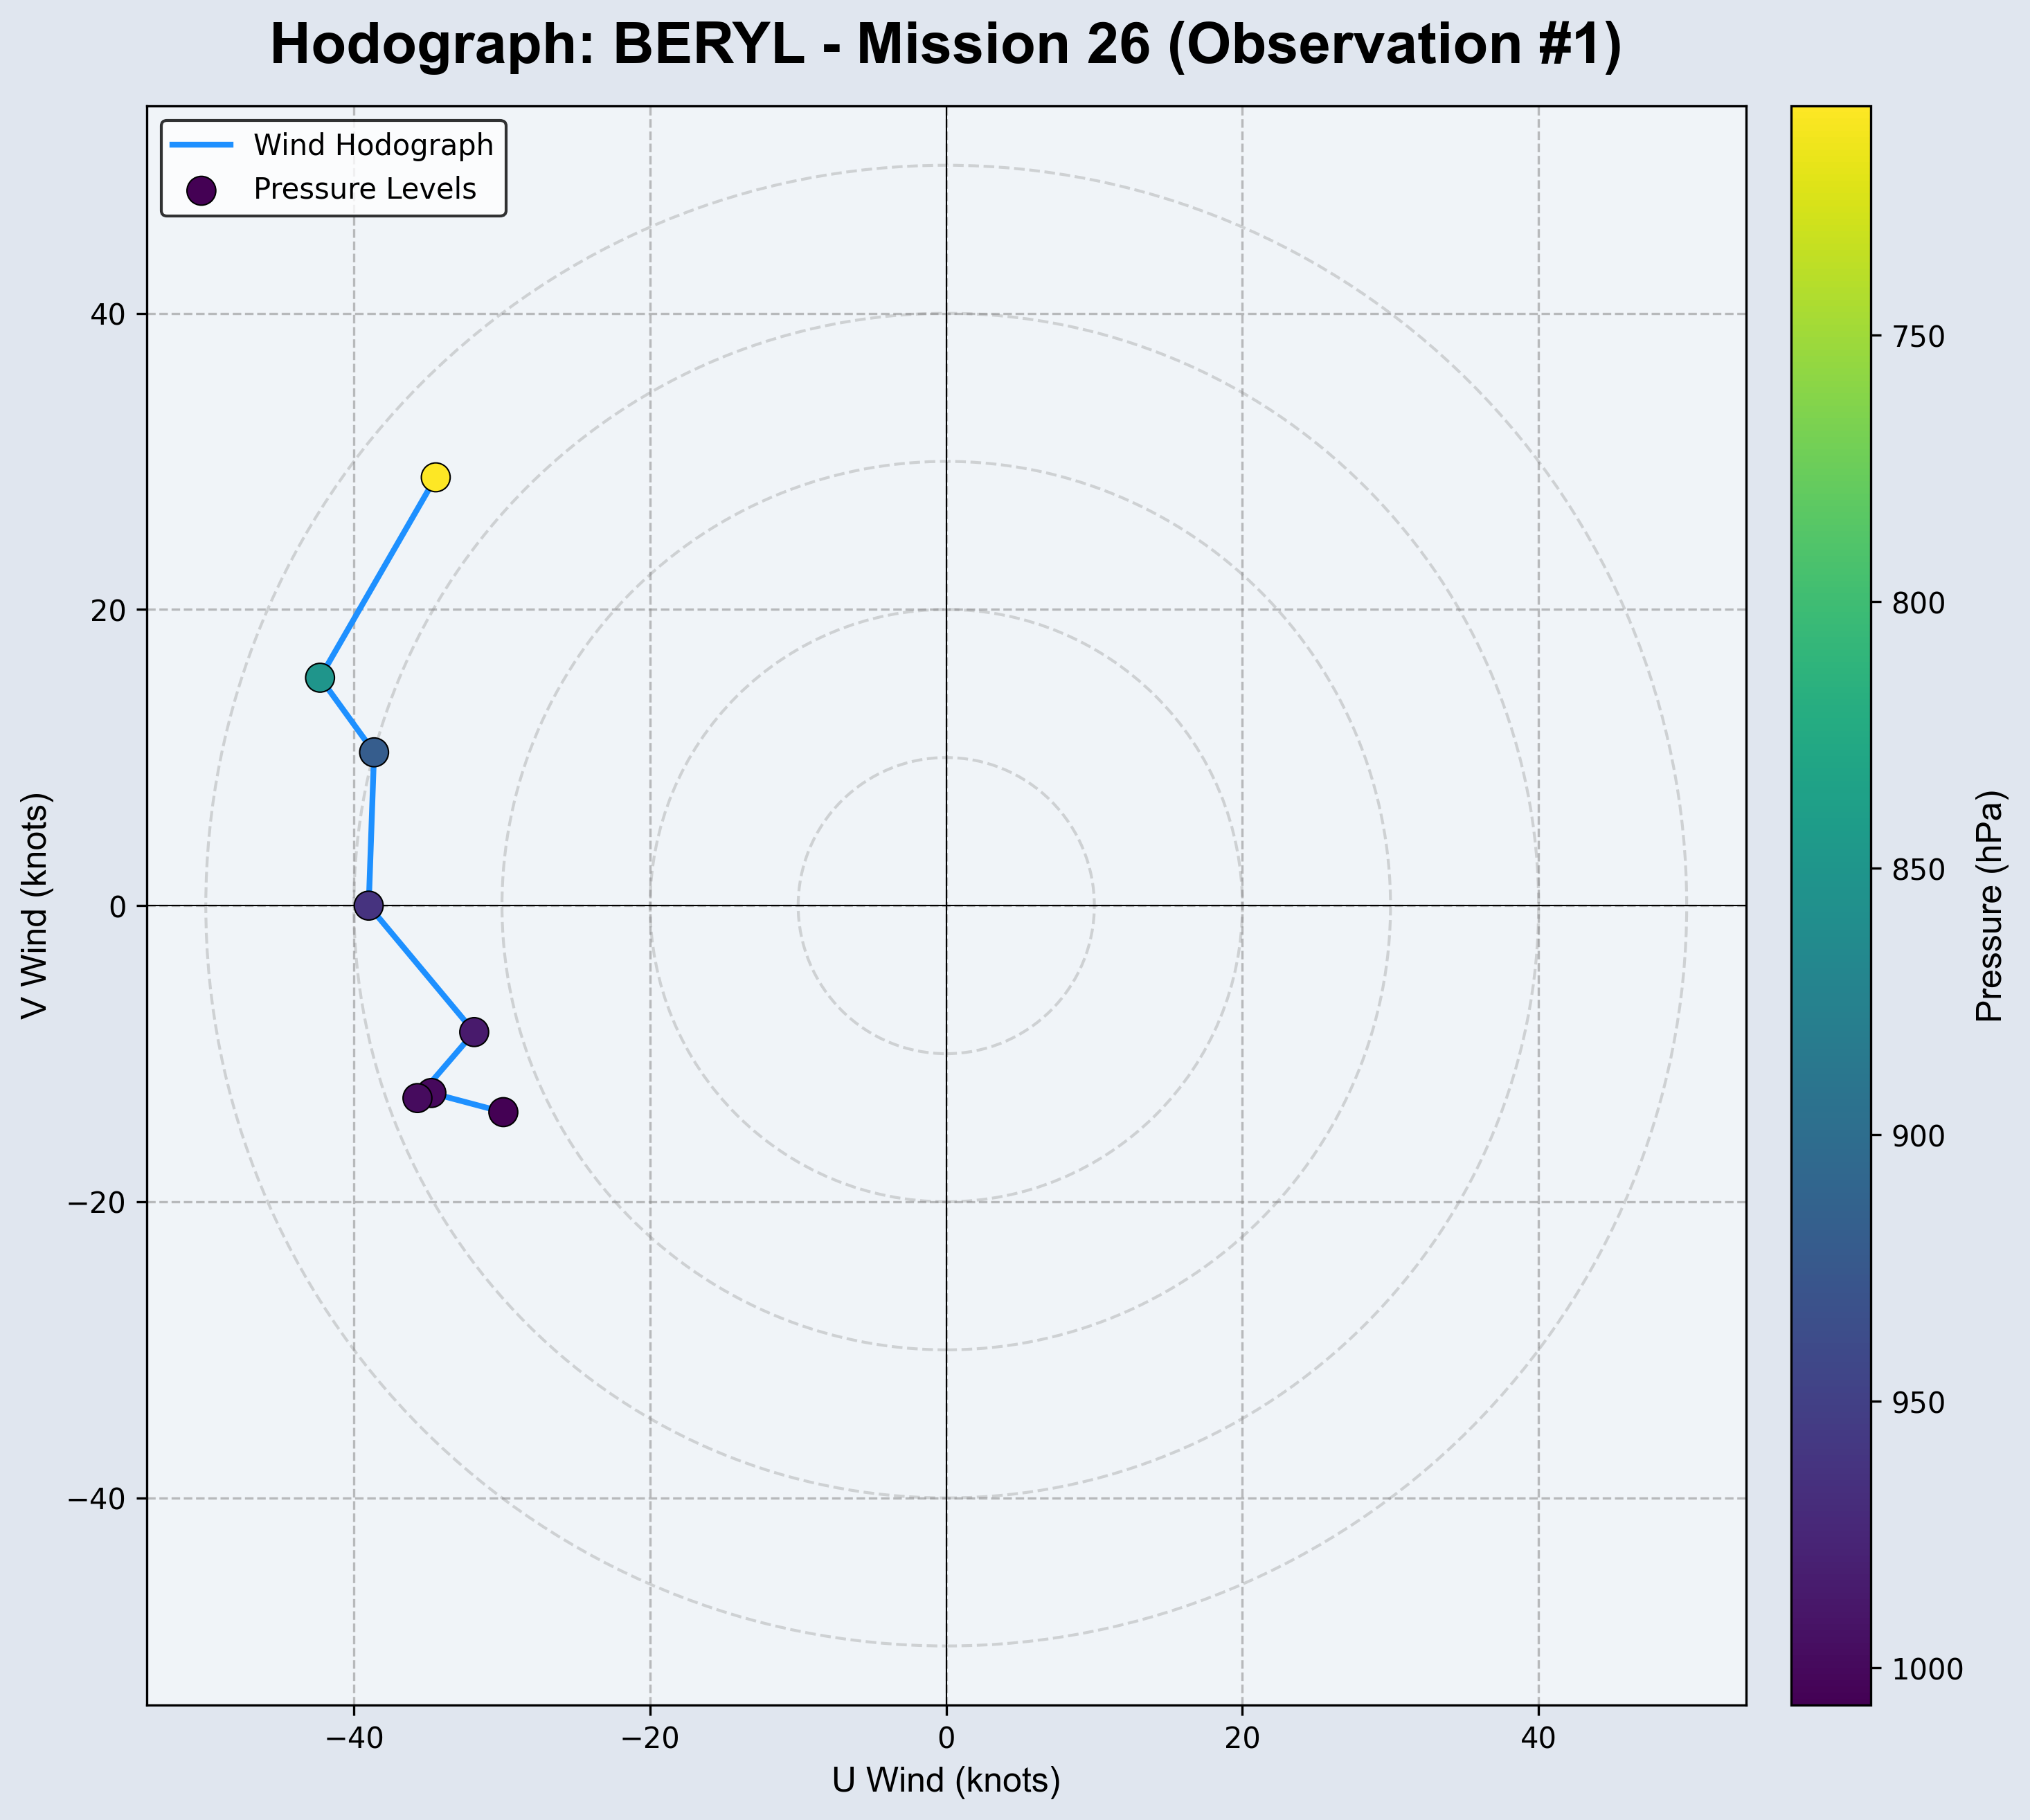 Hodograph: BERYL - Mission 26 (Observation #1)
Wind Hodograph
Pressure Levels
40
20
0
−20
−40
V Wind (knots)
−40
−20
0
20
40
U Wind (knots)
750
800
850
900
950
1000
Pressure (hPa)